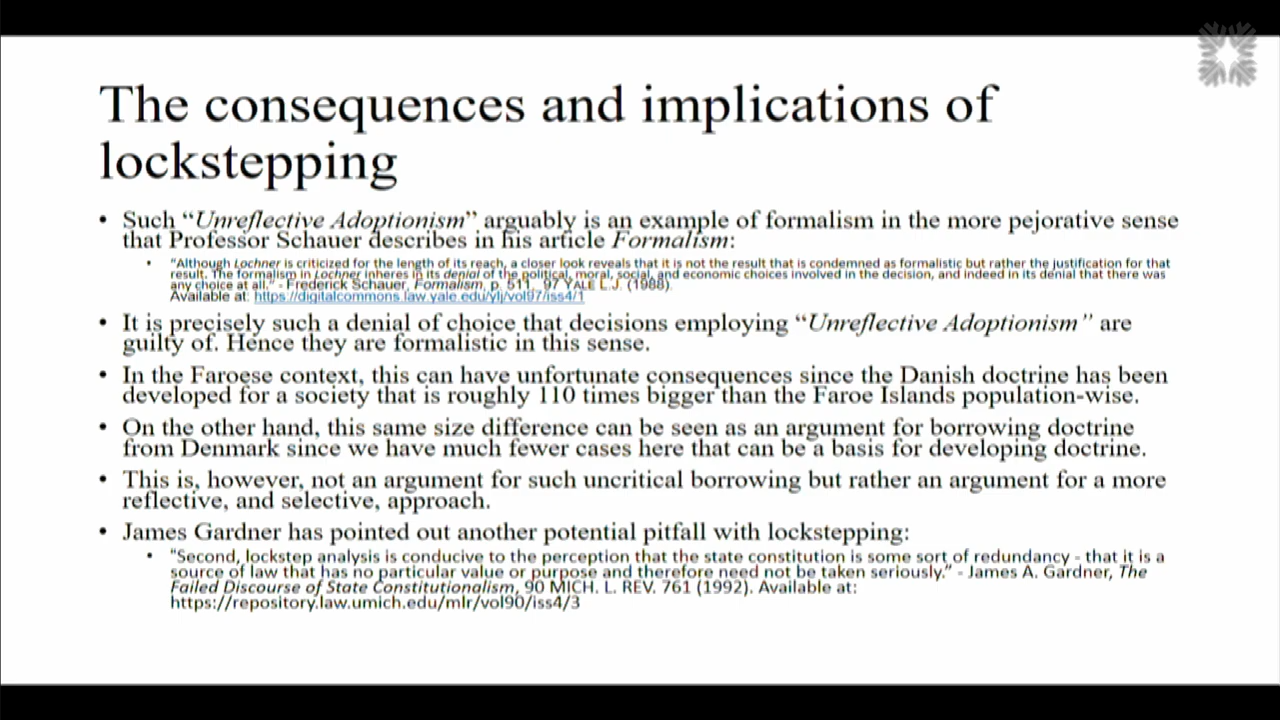 The consequences and implications of
lockstepping
• Such “Unreflective Adoptionism” arguably is an example of formalism in the more pejorative sense
that Professor Schauer describes in his article Formalism:
• “Although Lochner is criticized for the length of its reach, a closer look reveals that it is not the result that is condemned as formalistic but rather the justification for that
result. The formalism in Lochner inheres in its denial of the political, moral, social, and economic choices involved in the decision, and indeed in its denial that there was
any choice at all.” - Frederick Schauer, Formalism, p. 511, 97 YALE L.J. (1988).
Available at: https://digitalcommons.law.yale.edu/ylj/vol97/iss4/1
• It is precisely such a denial of choice that decisions employing “Unreflective Adoptionism” are
guilty of. Hence they are formalistic in this sense.
• In the Faroese context, this can have unfortunate consequences since the Danish doctrine has been
developed for a society that is roughly 110 times bigger than the Faroe Islands population-wise.
• On the other hand, this same size difference can be seen as an argument for borrowing doctrine
from Denmark since we have much fewer cases here that can be a basis for developing doctrine.
• This is, however, not an argument for such uncritical borrowing but rather an argument for a more
reflective, and selective, approach.
• James Gardner has pointed out another potential pitfall with lockstepping:
• “Second, lockstep analysis is conducive to the perception that the state constitution is some sort of redundancy - that it is a
source of law that has no particular value or purpose and therefore need not be taken seriously.” - James A. Gardner, The
Failed Discourse of State Constitutionalism, 90 MICH. L. REV. 761 (1992). Available at:
https://repository.law.umich.edu/mlr/vol90/iss4/3